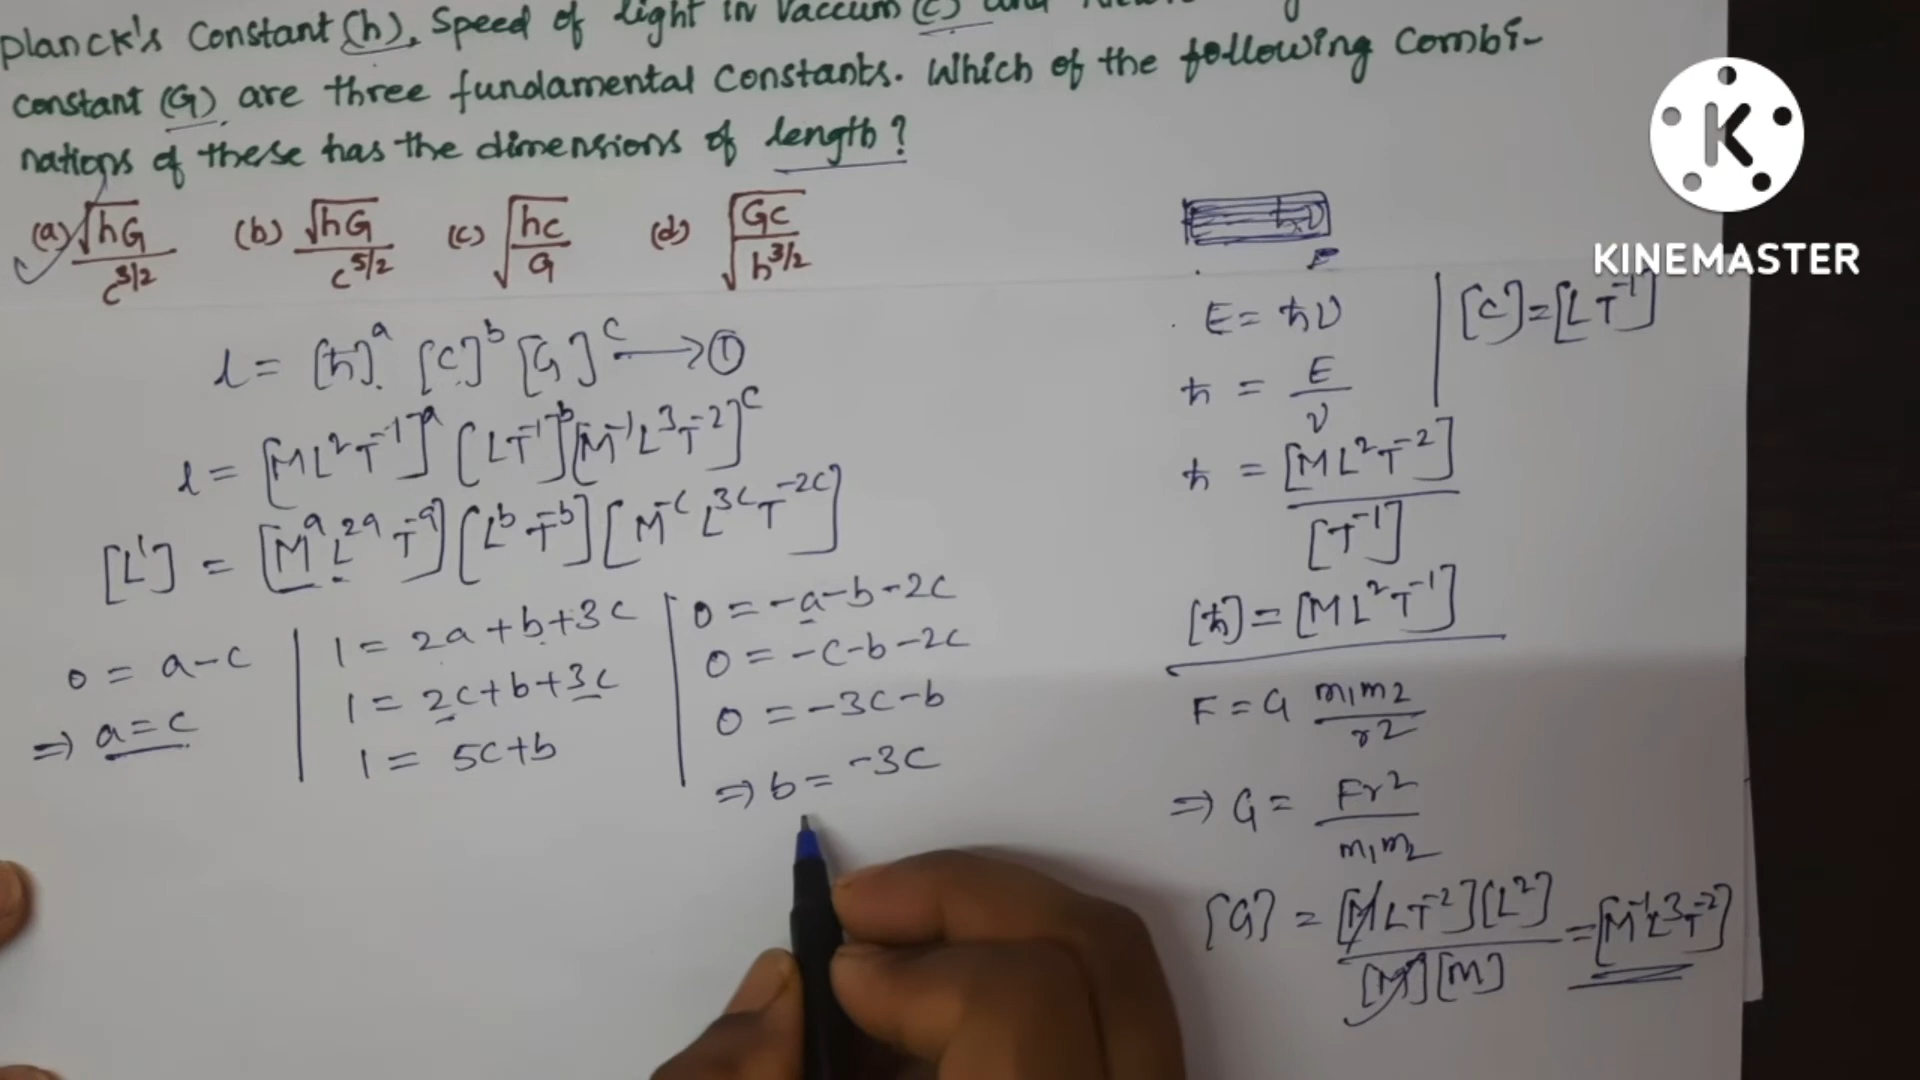 Planck's Constant (h), Speed of light in Vaccum (c) and
constant (G) are three fundamental Constants. Which of the following Combi-
nations of these has the dimensions of length?
(a) √hG / c^3/2 (b) √hG / c^5/2 (c) √(hc / G) (d) √(Gc / h^3/2)
l = [ħ]^a [C]^b [G]^c → ①
l = [ML²T⁻¹]^a [LT⁻¹]^b [M⁻¹L³T⁻²]^c
[L¹] = [M^a L^2a T^-a] [L^b T^-b] [M^-c L^3c T^-2c]
0 = a-c
⇒ a = c
1 = 2a+b+3c
1 = 2c+b+3c
1 = 5c+b
0 = -a-b-2c
0 = -c-b-2c
0 = -3c-b
⇒ b = -3c
E = ħν
ħ = E / ν
ħ = [ML²T⁻²] / [T⁻¹]
[ħ] = [ML²T⁻¹]
[C] = [LT⁻¹]
F = G m₁m₂ / r²
⇒ G = Fr² / m₁m₂
[G] = [MLT⁻²][L²] / [M][M] = [M⁻¹L³T⁻²]
K
KINEMASTER